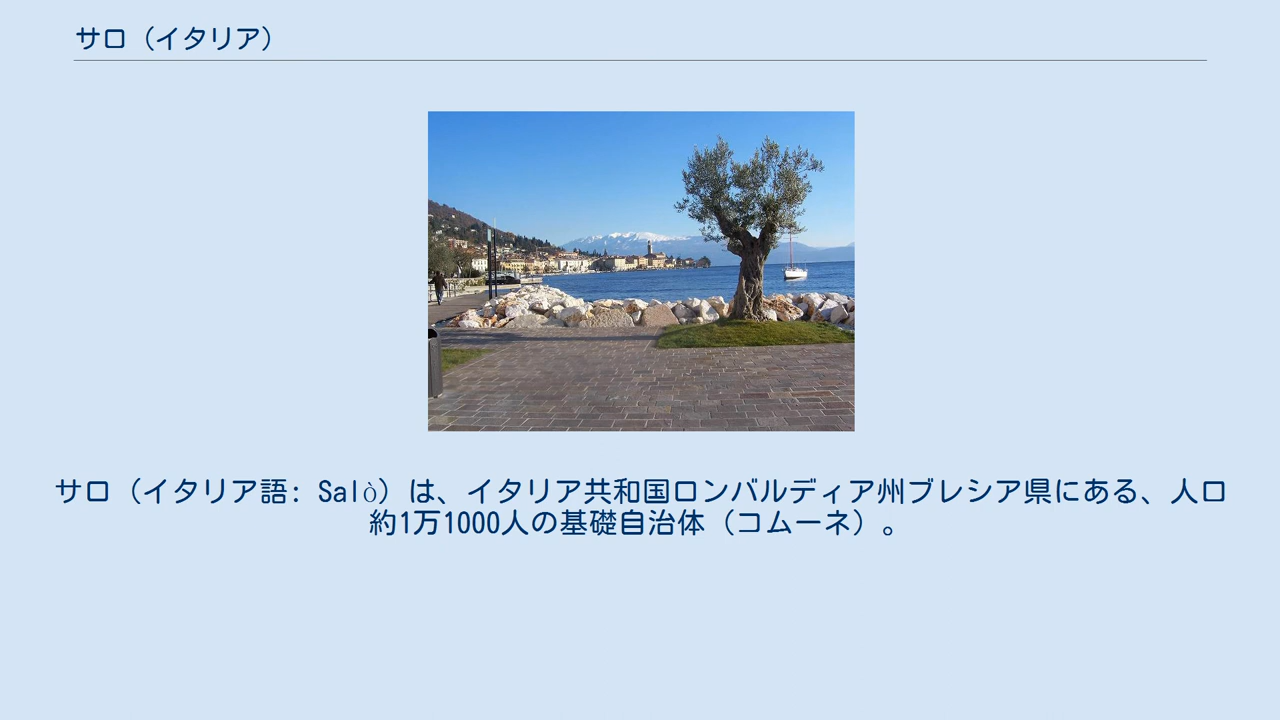 サロ（イタリア）
サロ（イタリア語: Salò）は、イタリア共和国ロンバルディア州ブレシア県にある、人口
約1万1000人の基礎自治体（コムーネ）。